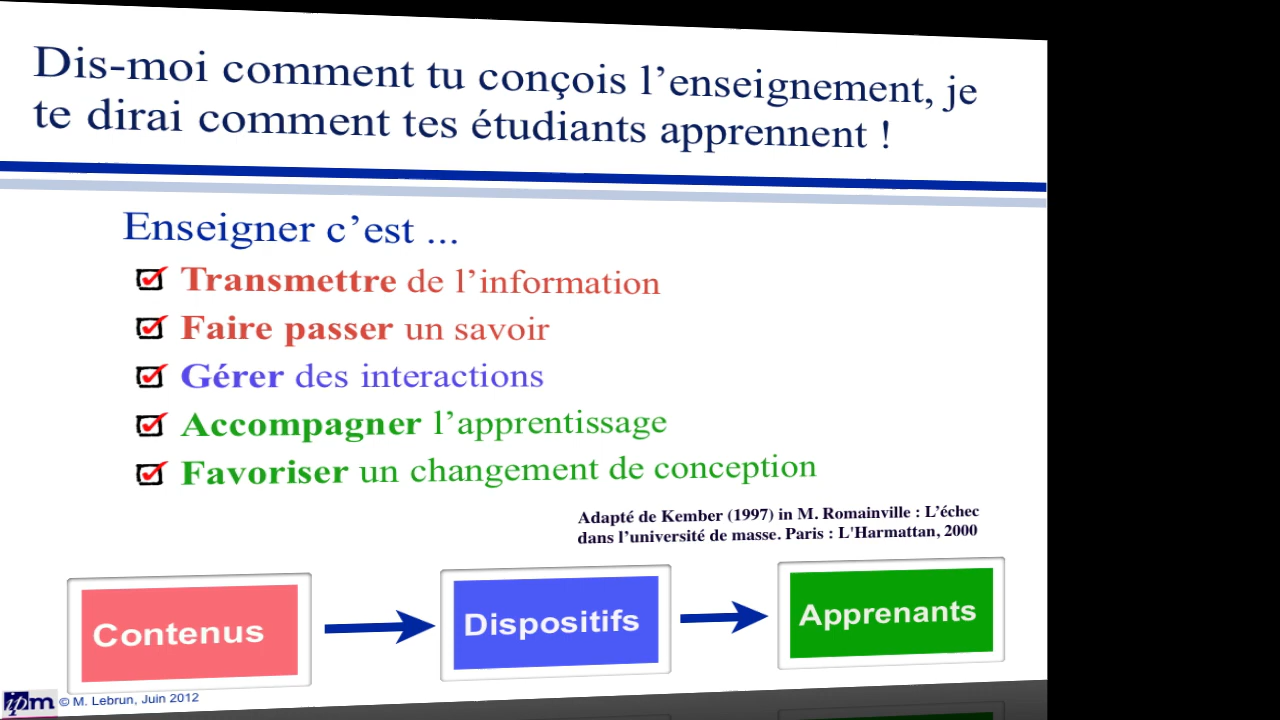 Dis-moi comment tu conçois l’enseignement, je
te dirai comment tes étudiants apprennent !
Enseigner c’est ...
Transmettre de l’information
Faire passer un savoir
Gérer des interactions
Accompagner l’apprentissage
Favoriser un changement de conception
Adapté de Kember (1997) in M. Romainville : L’échec
dans l’université de masse. Paris : L'Harmattan, 2000
Contenus
Dispositifs
Apprenants
ipm © M. Lebrun, Juin 2012